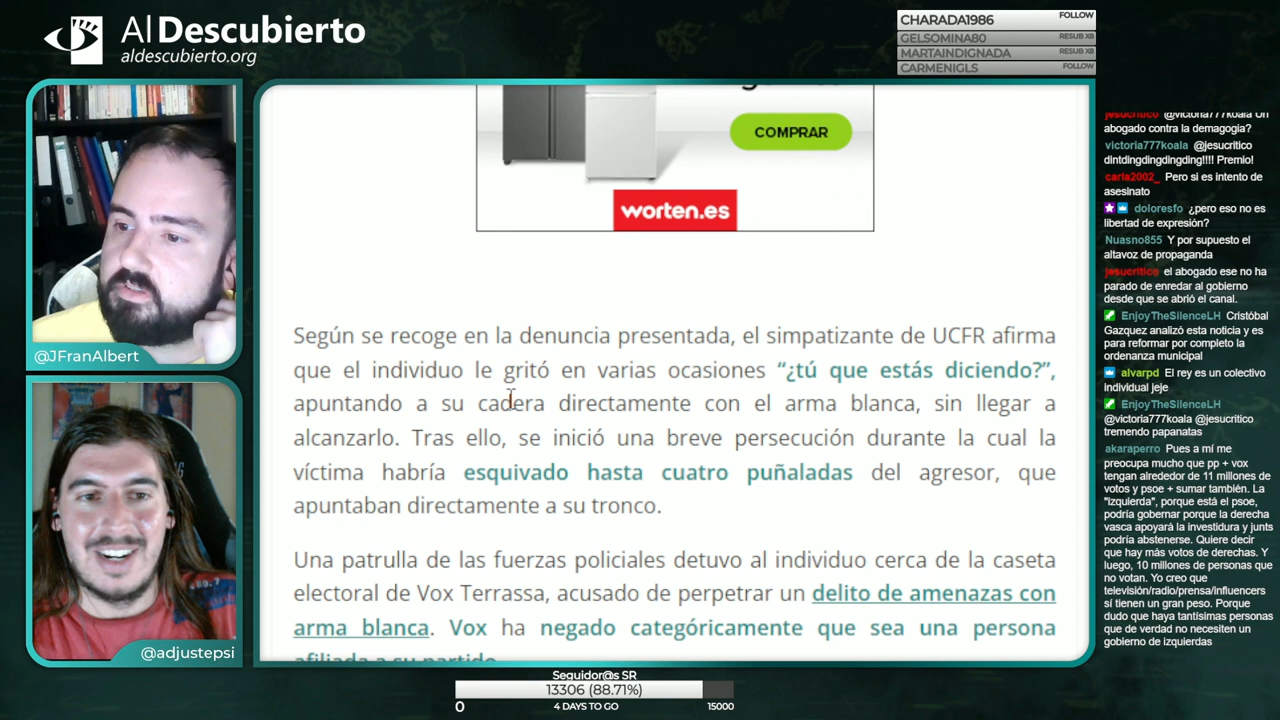 Al Descubierto
aldescubierto.org
CHARADA1986 FOLLOW
GELSOMINA80 RESUB X8
MARTAINDIGNADA RESUB X8
CARMENIGLS FOLLOW
@JFranAlbert
@adjustepsi
COMPRAR
worten.es
Según se recoge en la denuncia presentada, el simpatizante de UCFR afirma
que el individuo le gritó en varias ocasiones “¿tú que estás diciendo?”,
apuntando a su cadera directamente con el arma blanca, sin llegar a
alcanzarlo. Tras ello, se inició una breve persecución durante la cual la
víctima habría esquivado hasta cuatro puñaladas del agresor, que
apuntaban directamente a su tronco.
Una patrulla de las fuerzas policiales detuvo al individuo cerca de la caseta
electoral de Vox Terrassa, acusado de perpetrar un delito de amenazas con
arma blanca. Vox ha negado categóricamente que sea una persona
afiliada a su partido
jesucritico @victoria777koala Un
abogado contra la demagogia?
victoria777koala @jesucritico
dintdingdingdingding!!!! Premio!
carla2002_ Pero si es intento de
asesinato
doloresfo ¿pero eso no es
libertad de expresión?
Nuasno855 Y por supuesto el
altavoz de propaganda
jesucritico el abogado ese no ha
parado de enredar al gobierno
desde que se abrió el canal.
EnjoyTheSilenceLH Cristóbal
Gazquez analizó esta noticia y es
para reformar por completo la
ordenanza municipal
alvarpd El rey es un colectivo
individual jeje
EnjoyTheSilenceLH
@victoria777koala @jesucritico
tremendo papanatas
akaraperro Pues a mí me
preocupa mucho que pp + vox
tengan alrededor de 11 millones de
votos y psoe + sumar también. La
"izquierda", porque está el psoe,
podría gobernar porque la derecha
vasca apoyará la investidura y junts
podría abstenerse. Quiere decir
que hay más votos de derechas. Y
luego, 10 millones de personas que
no votan. Yo creo que
televisión/radio/prensa/influencers
sí tienen un gran peso. Porque
dudo que haya tantísimas personas
que de verdad no necesiten un
gobierno de izquierdas
Seguidor@s SR
13306 (88.71%)
0 4 DAYS TO GO 15000